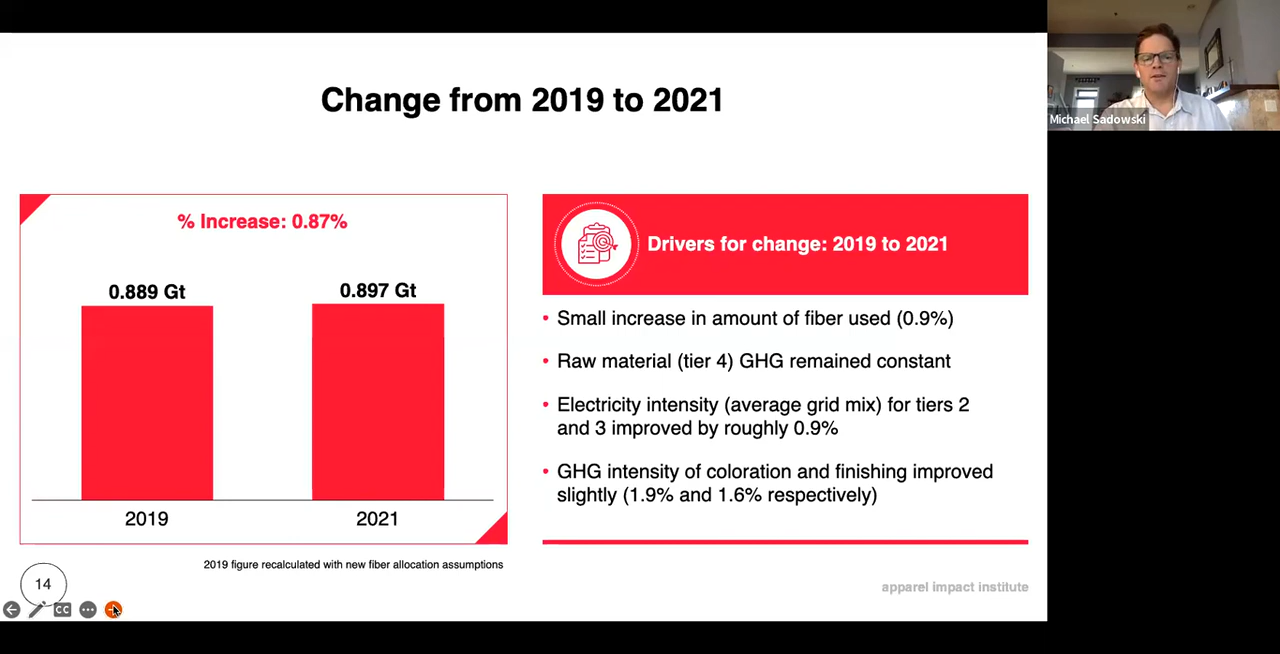 Change from 2019 to 2021
Michael Sadowski
% Increase: 0.87%
0.889 Gt
0.897 Gt
2019
2021
2019 figure recalculated with new fiber allocation assumptions
Drivers for change: 2019 to 2021
• Small increase in amount of fiber used (0.9%)
• Raw material (tier 4) GHG remained constant
• Electricity intensity (average grid mix) for tiers 2
and 3 improved by roughly 0.9%
• GHG intensity of coloration and finishing improved
slightly (1.9% and 1.6% respectively)
14
CC
apparel impact institute